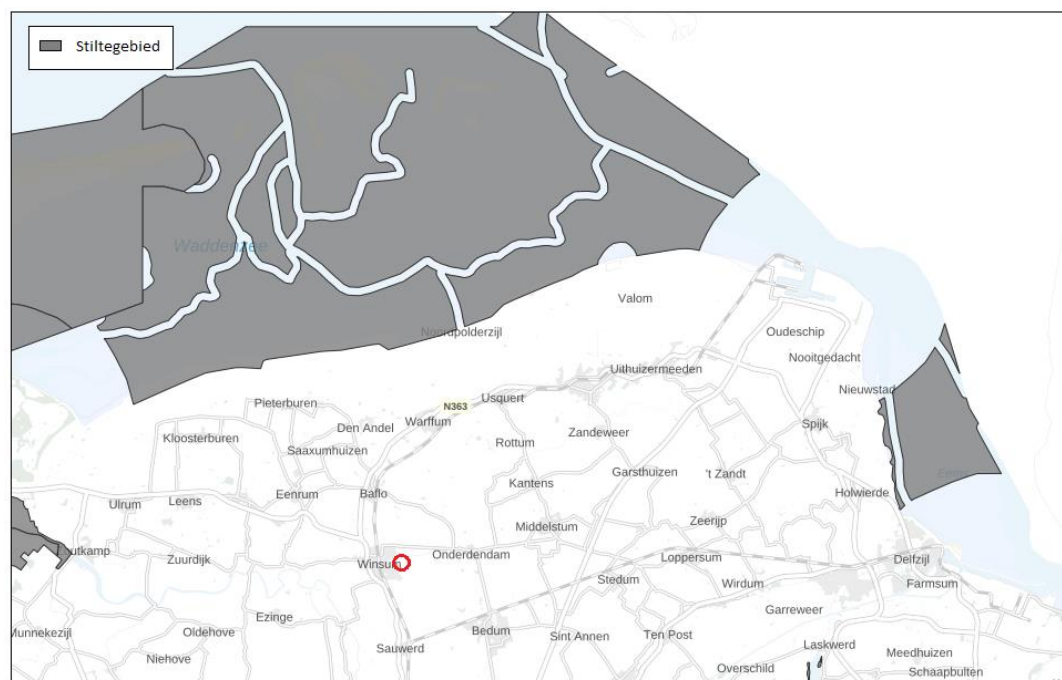 Stiltegebied
Waddenzee
Valom
Noordpolderzijl
Oudeschip
Nooitgedacht
Uithuizermeeden
Nieuwstad
Usquert
Pieterburen
N363
Warffum
Den Andel
Spijk
Kloosterburen
Rottum
Zandeweer
Saaxumhuizen
Garsthuizen
't Zandt
Kantens
Holwierde
Ulrum
Leens
Eenrum
Baflo
Middelstum
Zeerijp
Zuurdijk
Winsum
Onderdendam
Loppersum
Delfzijl
Stedum
Wirdum
Farmsum
Garreweer
Ezinge
Oldehove
Bedum
Sint Annen
Ten Post
Laskwerd
Meedhuizen
Munnekezijl
Niehove
Sauwerd
Overschild
Schaapbulten